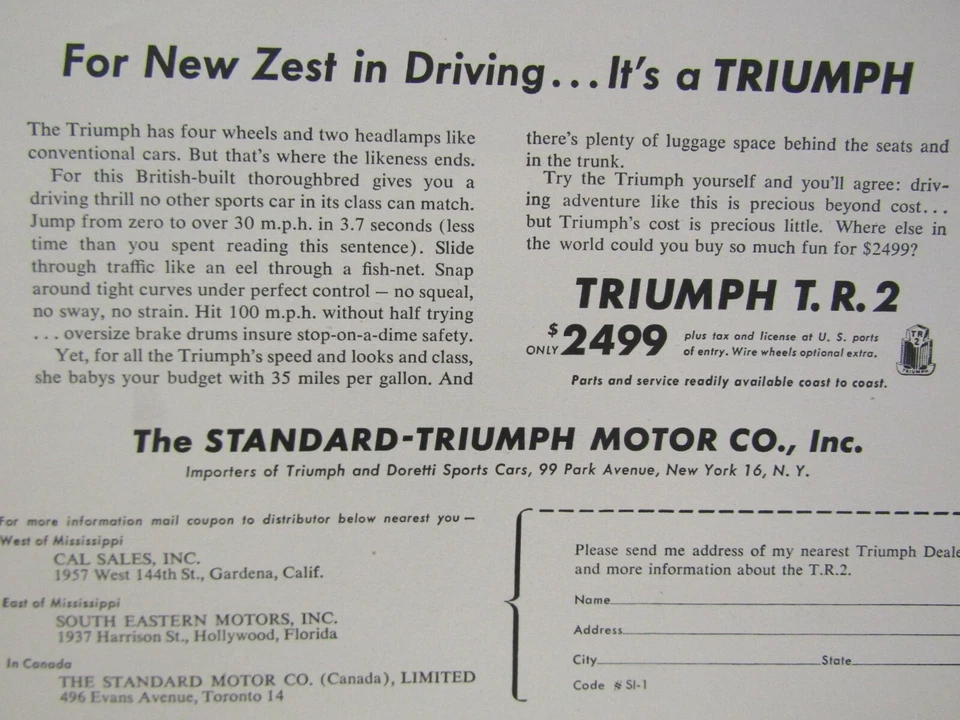 For New Zest in Driving...It's a TRIUMPH
The Triumph has four wheels and two headlamps like
conventional cars. But that's where the likeness ends.
For this British-built thoroughbred gives you a
driving thrill no other sports car in its class can match.
Jump from zero to over 30 m.p.h. in 3.7 seconds (less
time than you spent reading this sentence). Slide
through traffic like an eel through a fish-net. Snap
around tight curves under perfect control — no squeal,
no sway, no strain. Hit 100 m.p.h. without half trying
... oversize brake drums insure stop-on-a-dime safety.
Yet, for all the Triumph's speed and looks and class,
she babys your budget with 35 miles per gallon. And
there's plenty of luggage space behind the seats and
in the trunk.
Try the Triumph yourself and you'll agree: driv-
ing adventure like this is precious beyond cost...
but Triumph's cost is precious little. Where else in
the world could you buy so much fun for $2499?
TRIUMPH T.R.2
ONLY $2499
plus tax and license at U. S. ports
of entry. Wire wheels optional extra.
TR
2
TRIUMPH
Parts and service readily available coast to coast.
The STANDARD-TRIUMPH MOTOR CO., Inc.
Importers of Triumph and Doretti Sports Cars, 99 Park Avenue, New York 16, N. Y.
For more information mail coupon to distributor below nearest you —
West of Mississippi
CAL SALES, INC.
1957 West 144th St., Gardena, Calif.
East of Mississippi
SOUTH EASTERN MOTORS, INC.
1937 Harrison St., Hollywood, Florida
In Canada
THE STANDARD MOTOR CO. (Canada), LIMITED
496 Evans Avenue, Toronto 14
Please send me address of my nearest Triumph Deale
and more information about the T.R.2.
Name
Address
City State
Code # SI-1